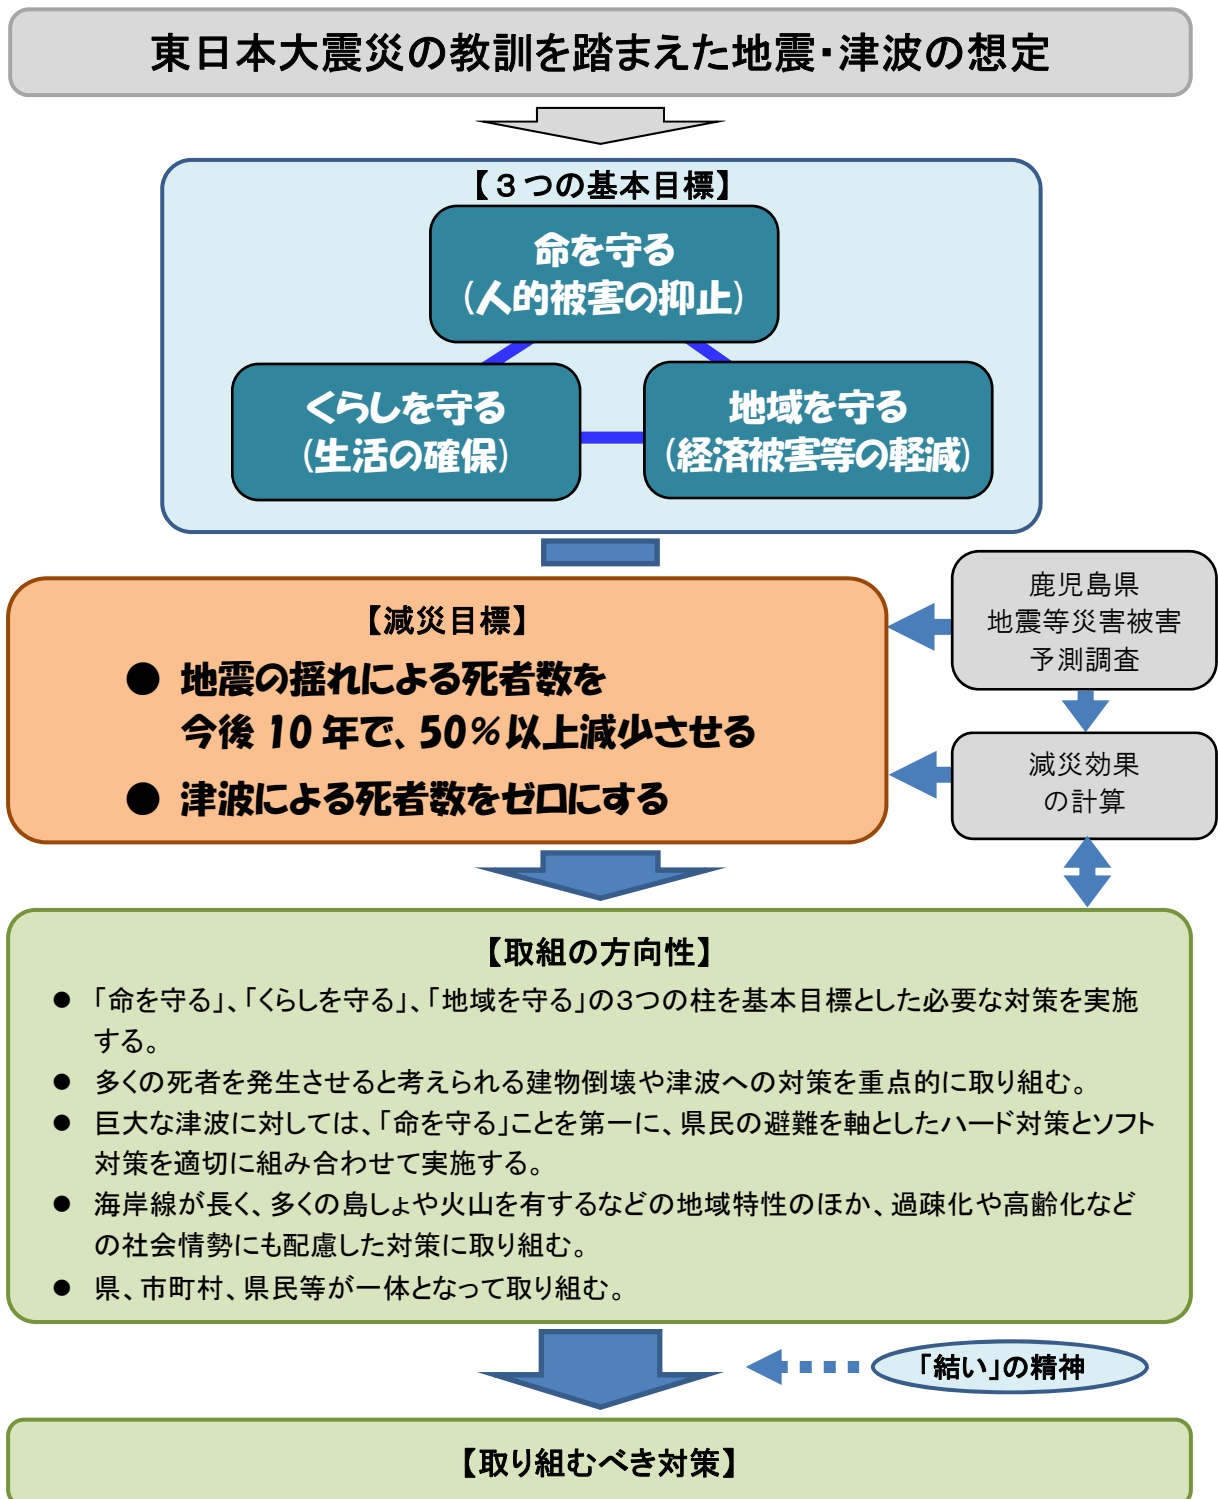 東日本大震災の教訓を踏まえた地震・津波の想定
【３つの基本目標】
命を守る
(人的被害の抑止)
くらしを守る
(生活の確保)
地域を守る
(経済被害等の軽減)
【減災目標】
● 地震の揺れによる死者数を
今後 10 年で、50％以上減少させる
● 津波による死者数をゼロにする
鹿児島県
地震等災害被害
予測調査
減災効果
の計算
【取組の方向性】
● 「命を守る」、「くらしを守る」、「地域を守る」の３つの柱を基本目標とした必要な対策を実施
する。
● 多くの死者を発生させると考えられる建物倒壊や津波への対策を重点的に取り組む。
● 巨大な津波に対しては、「命を守る」ことを第一に、県民の避難を軸としたハード対策とソフト
対策を適切に組み合わせて実施する。
● 海岸線が長く、多くの島しょや火山を有するなどの地域特性のほか、過疎化や高齢化など
の社会情勢にも配慮した対策に取り組む。
● 県、市町村、県民等が一体となって取り組む。
「結い」の精神
【取り組むべき対策】